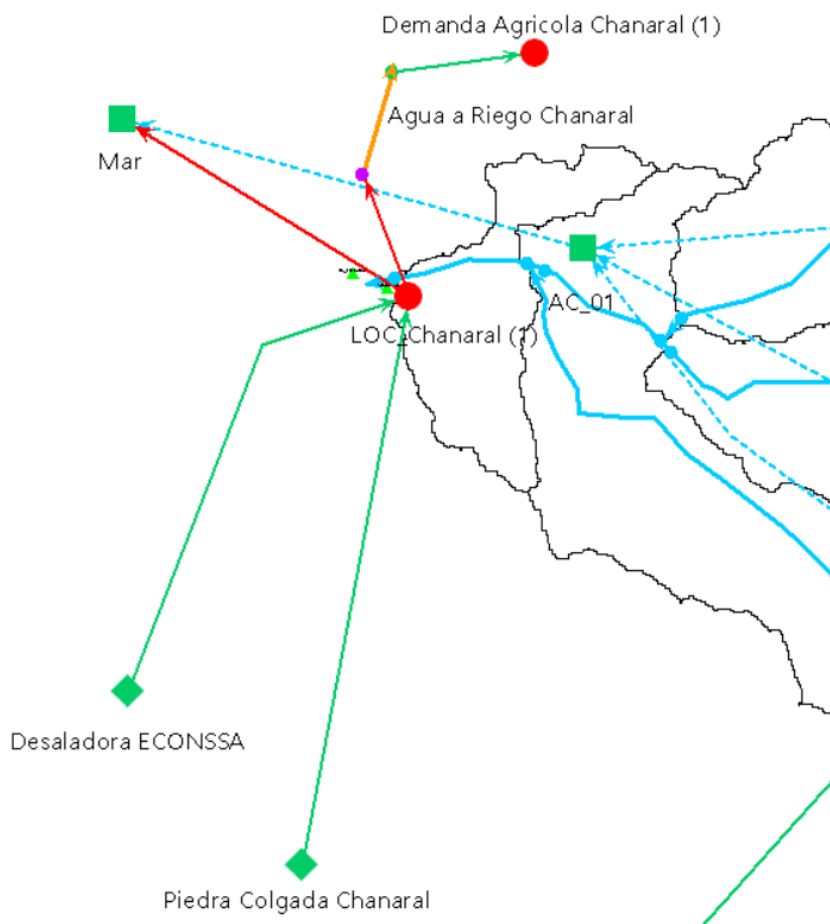 Demanda Agricola Chanaral (1)
Agua a Riego Chanaral
Mar
AC_01
LOC_Chanaral (1)
Desaladora ECONSSA
Piedra Colgada Chanaral